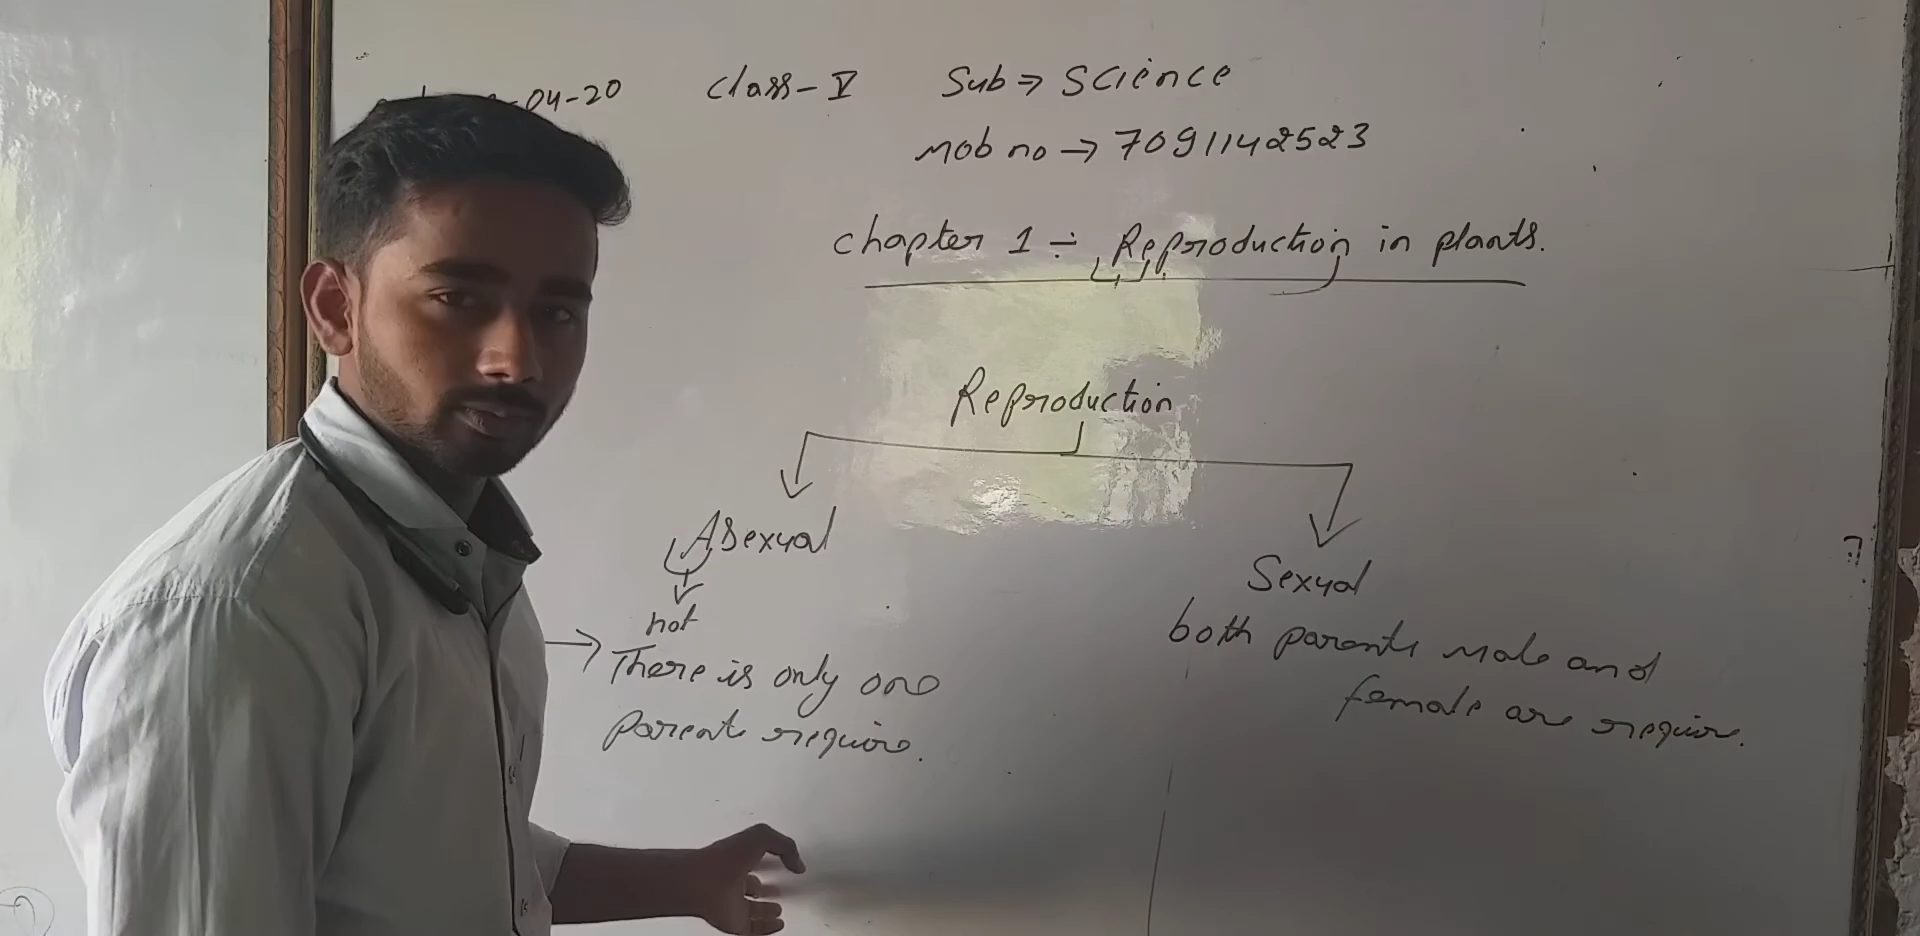 -04-20 Class-V Sub⇒ Science
Mob no → 7091142523
Chapter 1 ÷ Reproduction in plants.
Reproduction
Asexual
Sexual
not
There is only one
parents require.
both parents male and
female are require.